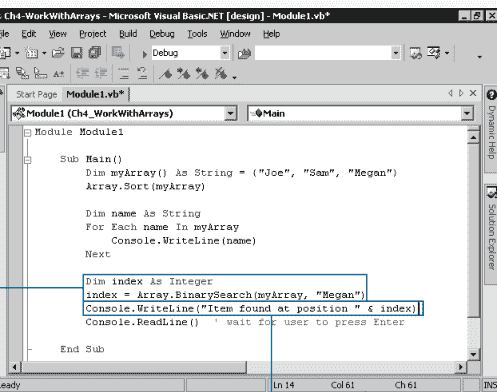 Ch4-WorkWithArrays - Microsoft Visual Basic.NET [design] - Module1.vb*
File Edit View Project Build Debug Tools Window Help
Debug
Start Page Module1.vb*
Module1 (Ch4_WorkWithArrays) Main
Module Module1
Sub Main()
Dim myArray() As String = ("Joe", "Sam", "Megan")
Array.Sort(myArray)
Dim name As String
For Each name In myArray
Console.WriteLine(name)
Next
Dim index As Integer
index = Array.BinarySearch(myArray, "Megan")
Console.WriteLine("Item found at position " & index)
Console.ReadLine() ' wait for user to press Enter
End Sub
Dynamic Help
Solution Explorer
eady Ln 14 Col 61 Ch 61 INS